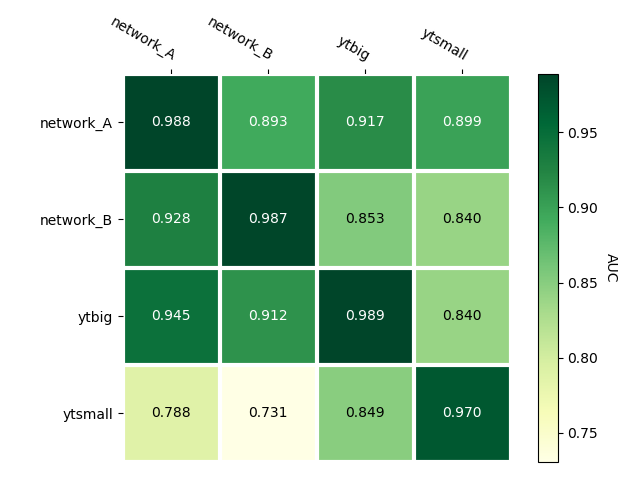 network_A network_B ytbig ytsmall
network_A 0.988 0.893 0.917 0.899
network_B 0.928 0.987 0.853 0.840
ytbig 0.945 0.912 0.989 0.840
ytsmall 0.788 0.731 0.849 0.970
0.95
0.90
0.85
0.80
0.75
AUC